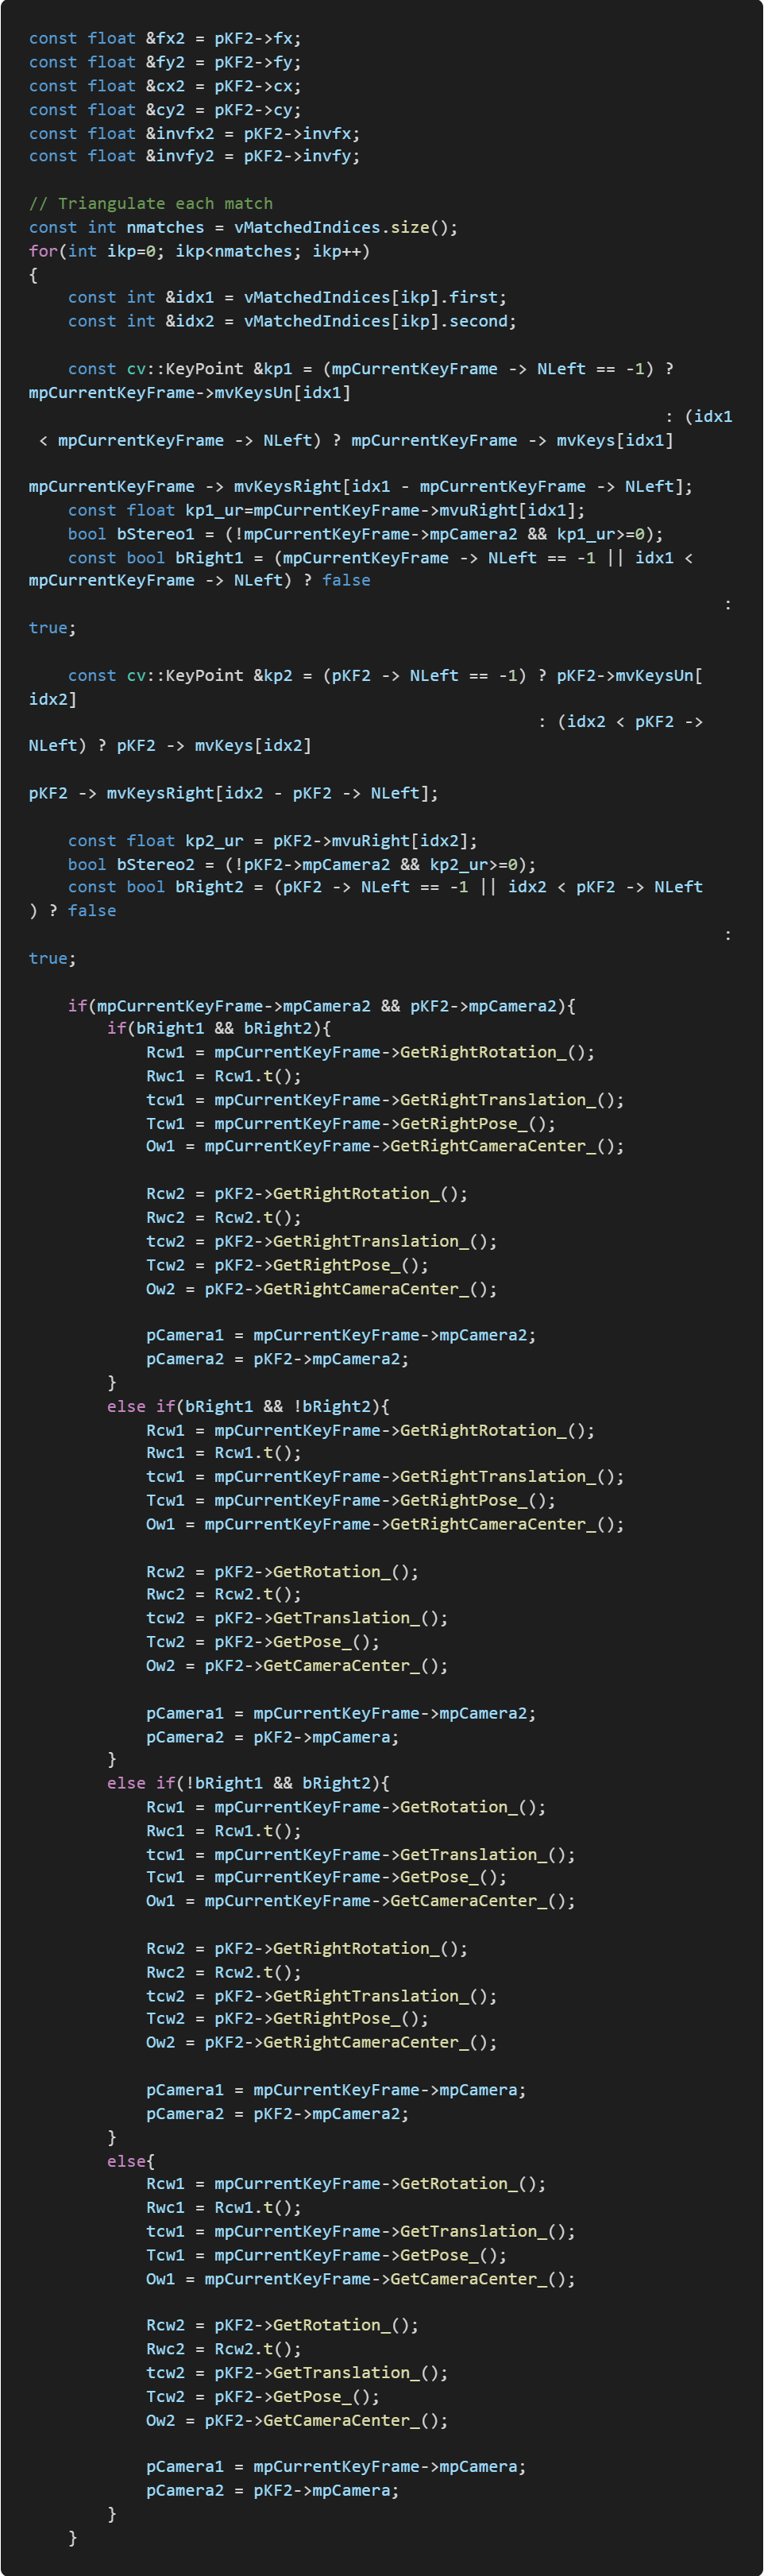 const float &fx2 = pKF2->fx;
const float &fy2 = pKF2->fy;
const float &cx2 = pKF2->cx;
const float &cy2 = pKF2->cy;
const float &invfx2 = pKF2->invfx;
const float &invfy2 = pKF2->invfy;

// Triangulate each match
const int nmatches = vMatchedIndices.size();
for(int ikp=0; ikp<nmatches; ikp++)
{
    const int &idx1 = vMatchedIndices[ikp].first;
    const int &idx2 = vMatchedIndices[ikp].second;

    const cv::KeyPoint &kp1 = (mpCurrentKeyFrame -> NLeft == -1) ?
mpCurrentKeyFrame->mvKeysUn[idx1]
                                                                 : (idx1
 < mpCurrentKeyFrame -> NLeft) ? mpCurrentKeyFrame -> mvKeys[idx1]

mpCurrentKeyFrame -> mvKeysRight[idx1 - mpCurrentKeyFrame -> NLeft];
    const float kp1_ur=mpCurrentKeyFrame->mvuRight[idx1];
    bool bStereo1 = (!mpCurrentKeyFrame->mpCamera2 && kp1_ur>=0);
    const bool bRight1 = (mpCurrentKeyFrame -> NLeft == -1 || idx1 <
mpCurrentKeyFrame -> NLeft) ? false
                                                                       :
true;

    const cv::KeyPoint &kp2 = (pKF2 -> NLeft == -1) ? pKF2->mvKeysUn[
idx2]
                                                    : (idx2 < pKF2 ->
NLeft) ? pKF2 -> mvKeys[idx2]

pKF2 -> mvKeysRight[idx2 - pKF2 -> NLeft];

    const float kp2_ur = pKF2->mvuRight[idx2];
    bool bStereo2 = (!pKF2->mpCamera2 && kp2_ur>=0);
    const bool bRight2 = (pKF2 -> NLeft == -1 || idx2 < pKF2 -> NLeft
) ? false
                                                                       :
true;

    if(mpCurrentKeyFrame->mpCamera2 && pKF2->mpCamera2){
        if(bRight1 && bRight2){
            Rcw1 = mpCurrentKeyFrame->GetRightRotation_();
            Rwc1 = Rcw1.t();
            tcw1 = mpCurrentKeyFrame->GetRightTranslation_();
            Tcw1 = mpCurrentKeyFrame->GetRightPose_();
            Ow1 = mpCurrentKeyFrame->GetRightCameraCenter_();

            Rcw2 = pKF2->GetRightRotation_();
            Rwc2 = Rcw2.t();
            tcw2 = pKF2->GetRightTranslation_();
            Tcw2 = pKF2->GetRightPose_();
            Ow2 = pKF2->GetRightCameraCenter_();

            pCamera1 = mpCurrentKeyFrame->mpCamera2;
            pCamera2 = pKF2->mpCamera2;
        }
        else if(bRight1 && !bRight2){
            Rcw1 = mpCurrentKeyFrame->GetRightRotation_();
            Rwc1 = Rcw1.t();
            tcw1 = mpCurrentKeyFrame->GetRightTranslation_();
            Tcw1 = mpCurrentKeyFrame->GetRightPose_();
            Ow1 = mpCurrentKeyFrame->GetRightCameraCenter_();

            Rcw2 = pKF2->GetRotation_();
            Rwc2 = Rcw2.t();
            tcw2 = pKF2->GetTranslation_();
            Tcw2 = pKF2->GetPose_();
            Ow2 = pKF2->GetCameraCenter_();

            pCamera1 = mpCurrentKeyFrame->mpCamera2;
            pCamera2 = pKF2->mpCamera;
        }
        else if(!bRight1 && bRight2){
            Rcw1 = mpCurrentKeyFrame->GetRotation_();
            Rwc1 = Rcw1.t();
            tcw1 = mpCurrentKeyFrame->GetTranslation_();
            Tcw1 = mpCurrentKeyFrame->GetPose_();
            Ow1 = mpCurrentKeyFrame->GetCameraCenter_();

            Rcw2 = pKF2->GetRightRotation_();
            Rwc2 = Rcw2.t();
            tcw2 = pKF2->GetRightTranslation_();
            Tcw2 = pKF2->GetRightPose_();
            Ow2 = pKF2->GetRightCameraCenter_();

            pCamera1 = mpCurrentKeyFrame->mpCamera;
            pCamera2 = pKF2->mpCamera2;
        }
        else{
            Rcw1 = mpCurrentKeyFrame->GetRotation_();
            Rwc1 = Rcw1.t();
            tcw1 = mpCurrentKeyFrame->GetTranslation_();
            Tcw1 = mpCurrentKeyFrame->GetPose_();
            Ow1 = mpCurrentKeyFrame->GetCameraCenter_();

            Rcw2 = pKF2->GetRotation_();
            Rwc2 = Rcw2.t();
            tcw2 = pKF2->GetTranslation_();
            Tcw2 = pKF2->GetPose_();
            Ow2 = pKF2->GetCameraCenter_();

            pCamera1 = mpCurrentKeyFrame->mpCamera;
            pCamera2 = pKF2->mpCamera;
        }
    }